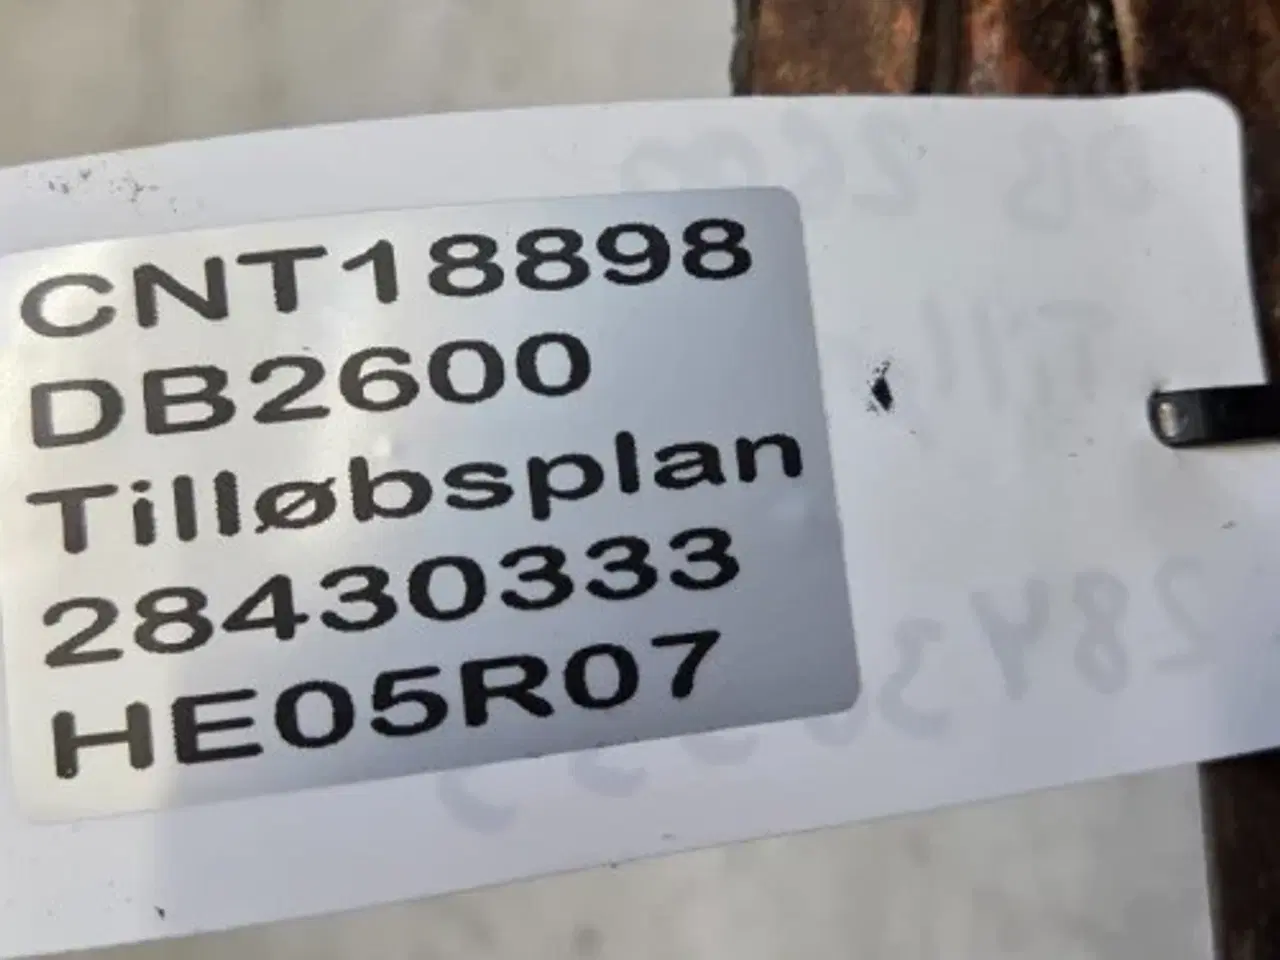 CNT18898
DB2600
Tilløbsplan
28430333
HE05R07